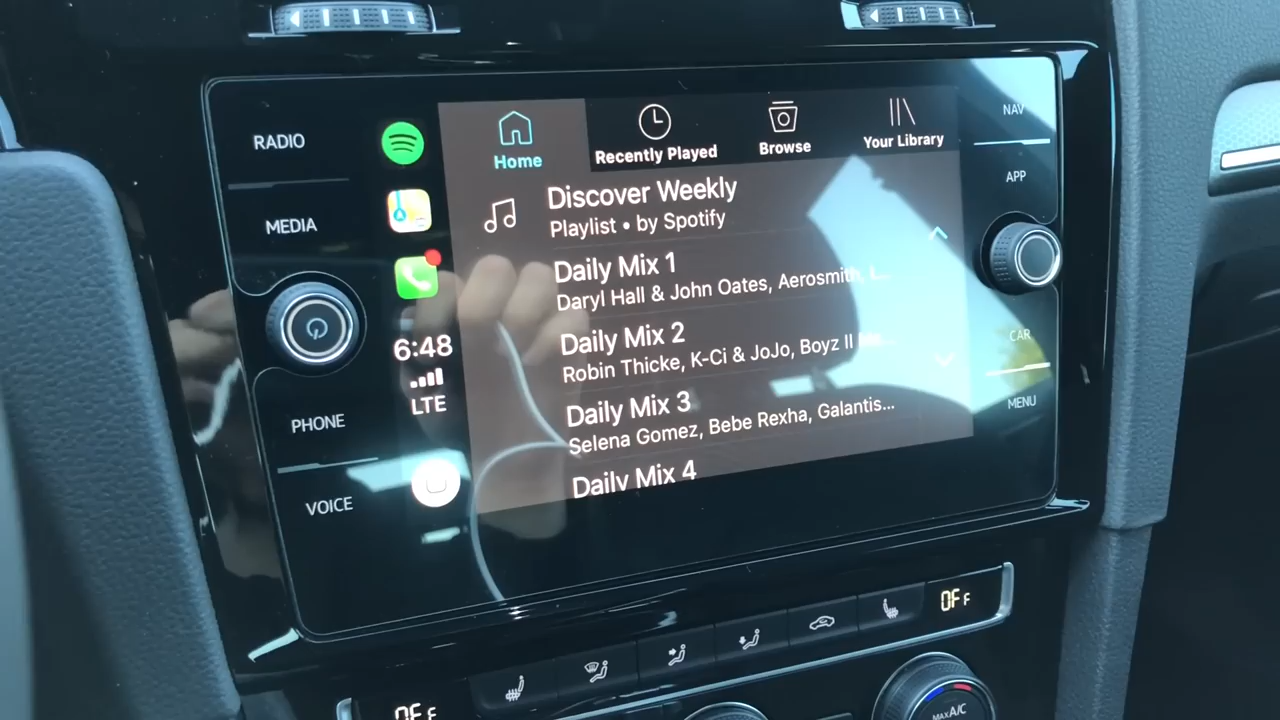 RADIO
MEDIA
PHONE
VOICE
6:48
LTE
Home
Recently Played
Browse
Your Library
Discover Weekly
Playlist • by Spotify
Daily Mix 1
Daryl Hall & John Oates, Aerosmith, L...
Daily Mix 2
Robin Thicke, K-Ci & JoJo, Boyz II
Daily Mix 3
Selena Gomez, Bebe Rexha, Galantis...
Daily Mix 4
NAV
APP
CAR
MENU
OFF
OFF
MAX A/C